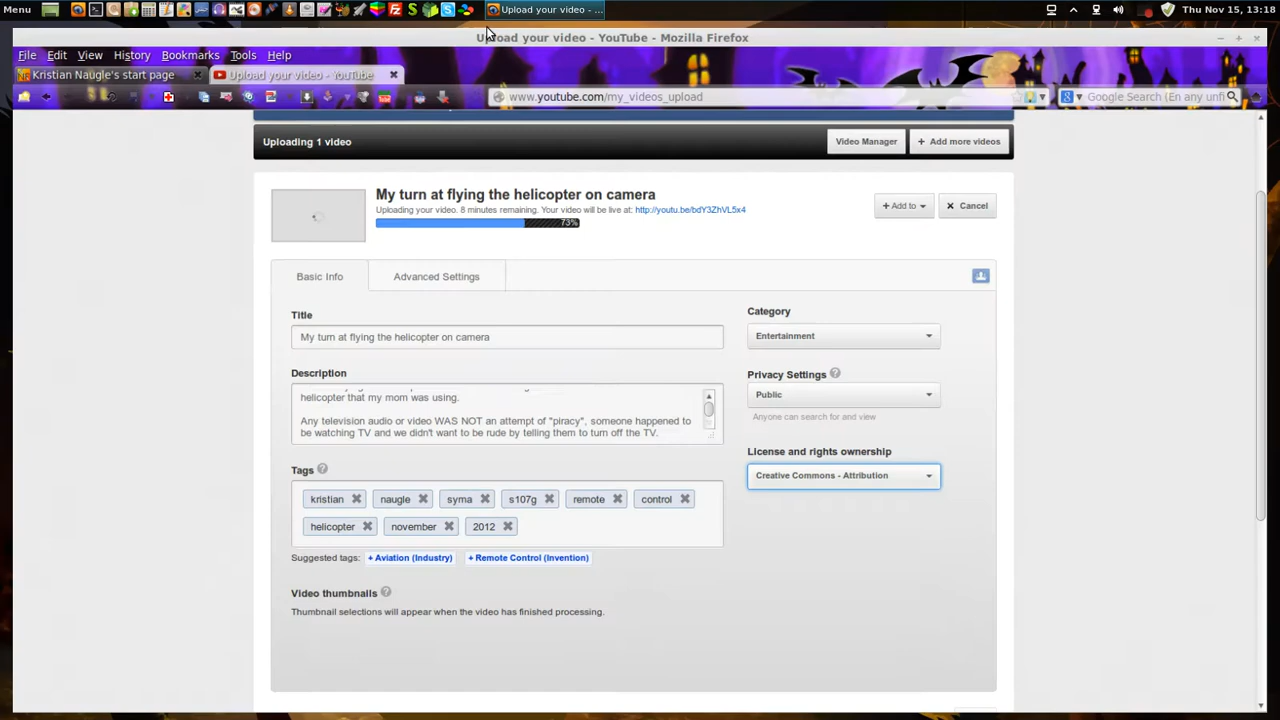 Menu
Upload your video - ...
Thu Nov 15, 13:18
Upload your video - YouTube - Mozilla Firefox
File Edit View History Bookmarks Tools Help
Kristian Naugle's start page
Upload your video - YouTube
www.youtube.com/my_videos_upload
Google Search (En any unfi
Uploading 1 video
Video Manager
+ Add more videos
My turn at flying the helicopter on camera
Uploading your video. 8 minutes remaining. Your video will be live at: http://youtu.be/bdY3ZhVL5x4
73%
+ Add to
Cancel
Basic Info
Advanced Settings
Title
My turn at flying the helicopter on camera
Description
helicopter that my mom was using.
Any television audio or video WAS NOT an attempt of "piracy", someone happened to
be watching TV and we didn't want to be rude by telling them to turn off the TV.
Tags
kristian naugle syma s107g remote control
helicopter november 2012
Suggested tags: + Aviation (Industry) + Remote Control (Invention)
Video thumbnails
Thumbnail selections will appear when the video has finished processing.
Category
Entertainment
Privacy Settings
Public
Anyone can search for and view
License and rights ownership
Creative Commons - Attribution